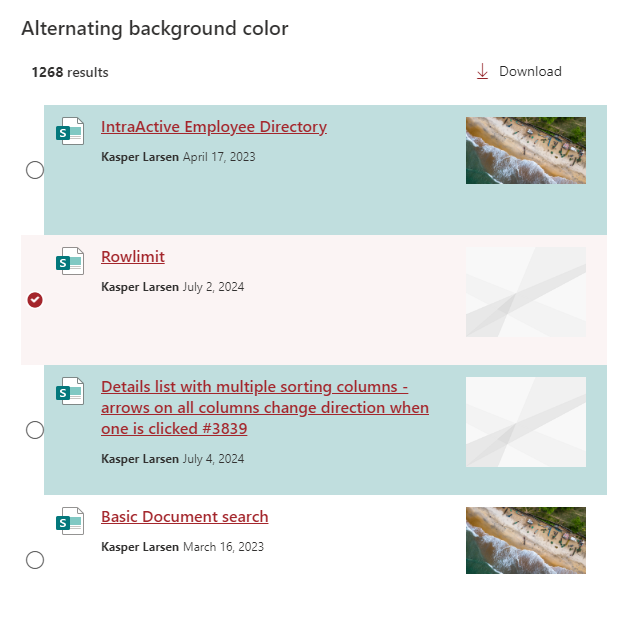 Alternating background color
1268 results
Download
S
IntraActive Employee Directory
Kasper Larsen April 17, 2023
S
Rowlimit
Kasper Larsen July 2, 2024
S
Details list with multiple sorting columns -
arrows on all columns change direction when
one is clicked #3839
Kasper Larsen July 4, 2024
S
Basic Document search
Kasper Larsen March 16, 2023